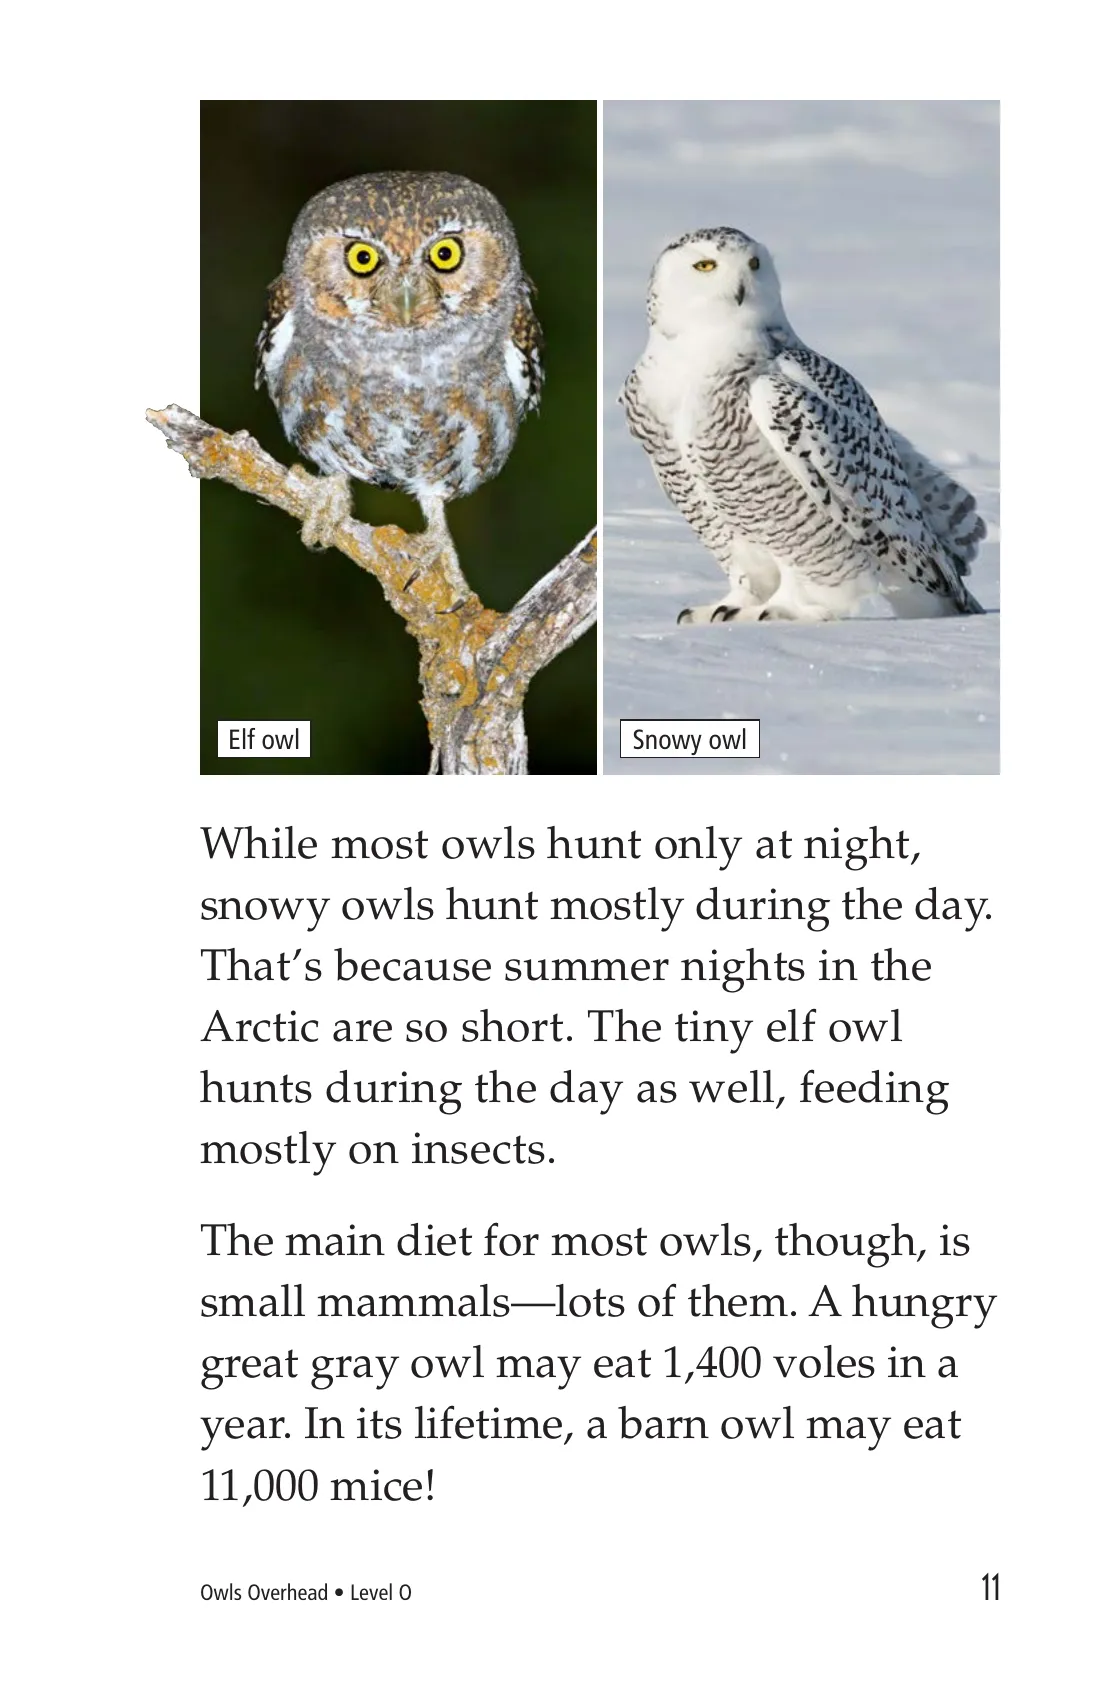 Elf owl
Snowy owl
While most owls hunt only at night,
snowy owls hunt mostly during the day.
That’s because summer nights in the
Arctic are so short. The tiny elf owl
hunts during the day as well, feeding
mostly on insects.
The main diet for most owls, though, is
small mammals—lots of them. A hungry
great gray owl may eat 1,400 voles in a
year. In its lifetime, a barn owl may eat
11,000 mice!
Owls Overhead • Level O
11